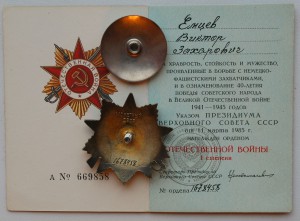 Емцев
Виктор
Захарович
ЗА ХРАБРОСТЬ, СТОЙКОСТЬ И МУЖЕСТВО,
ПРОЯВЛЕННЫЕ В БОРЬБЕ С НЕМЕЦКО-
ФАШИСТСКИМИ ЗАХВАТЧИКАМИ,
И В ОЗНАМЕНОВАНИЕ 40-ЛЕТИЯ
ПОБЕДЫ СОВЕТСКОГО НАРОДА
В ВЕЛИКОЙ ОТЕЧЕСТВЕННОЙ ВОЙНЕ
1941—1945 ГОДОВ
УКАЗОМ ПРЕЗИДИУМА
ВЕРХОВНОГО СОВЕТА СССР
ОТ 11 МАРТА 1985 г.
НАГРАЖДЕН ОРДЕНОМ
ОТЕЧЕСТВЕННОЙ ВОЙНЫ
I СТЕПЕНИ
А № 669858
№ ОРДЕНА